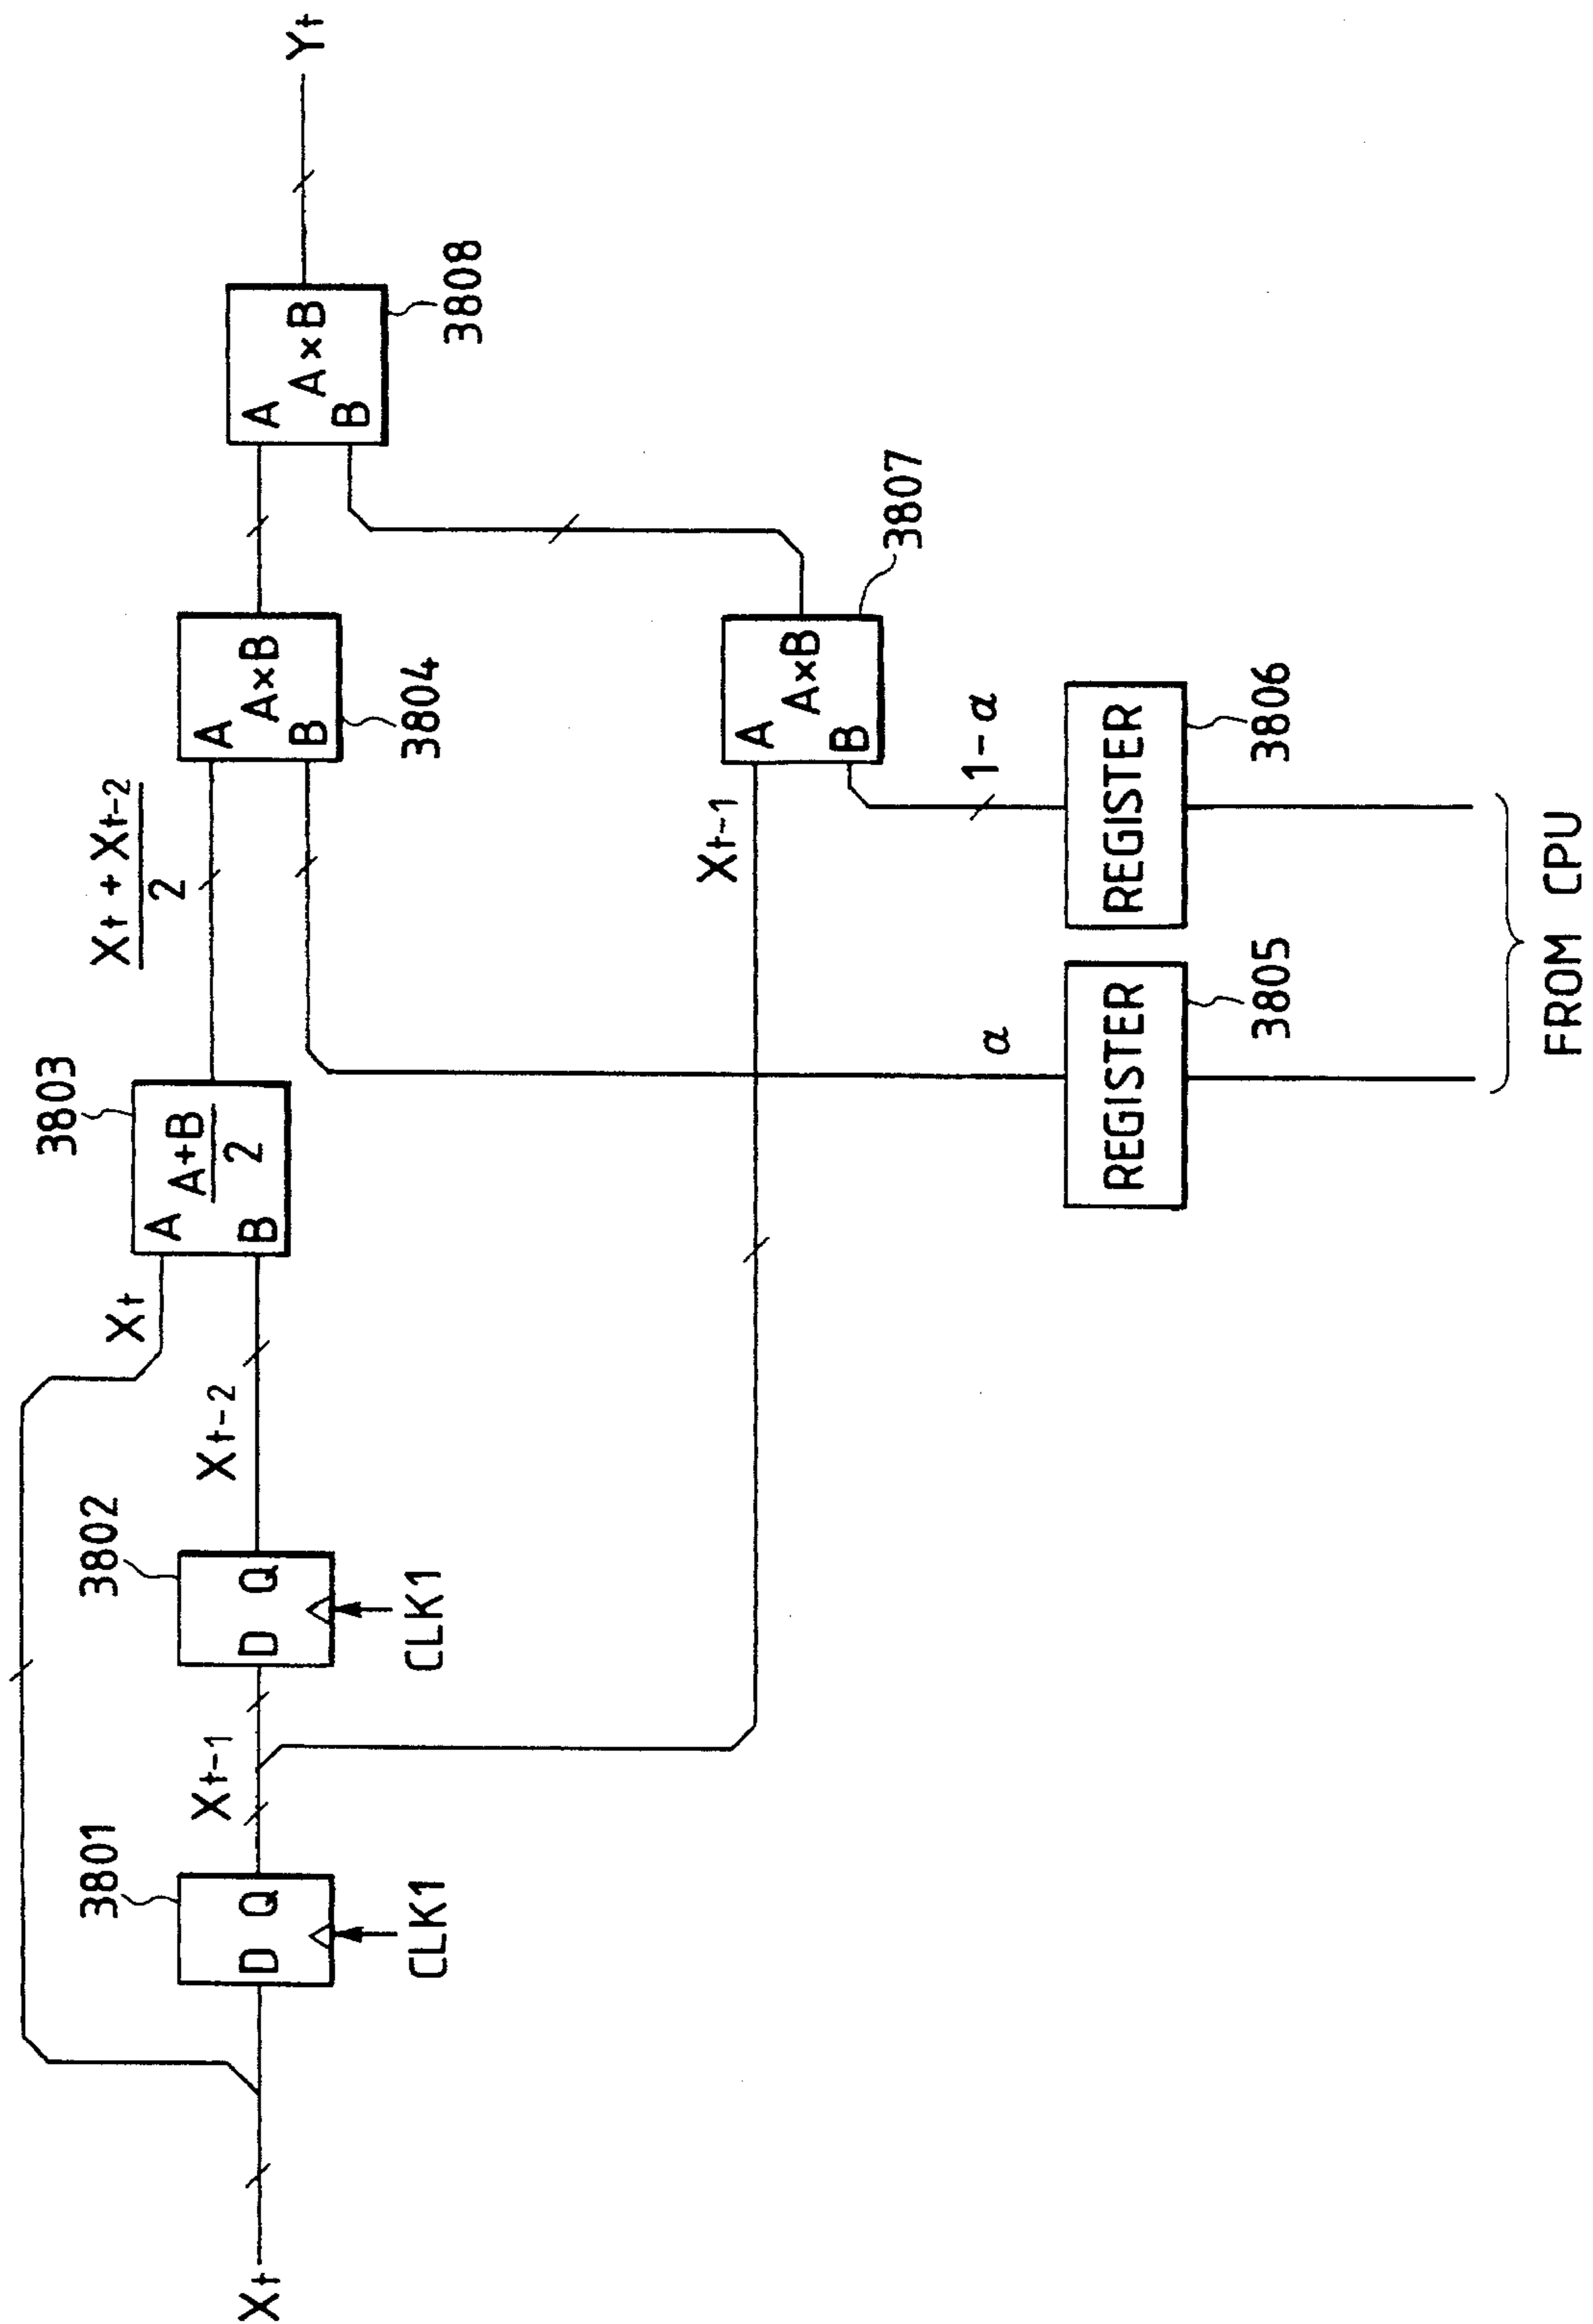 Xt
3801
D Q
CLK1
Xt-1
3802
D Q
CLK1
Xt-2
Xt
3803
A
A+B
2
B
Xt + Xt-2
2
A
A×B
B
3804
A
A×B
B
3808
Yt
Xt-1
A
A×B
B
3807
α
1-α
REGISTER
3805
REGISTER
3806
FROM CPU